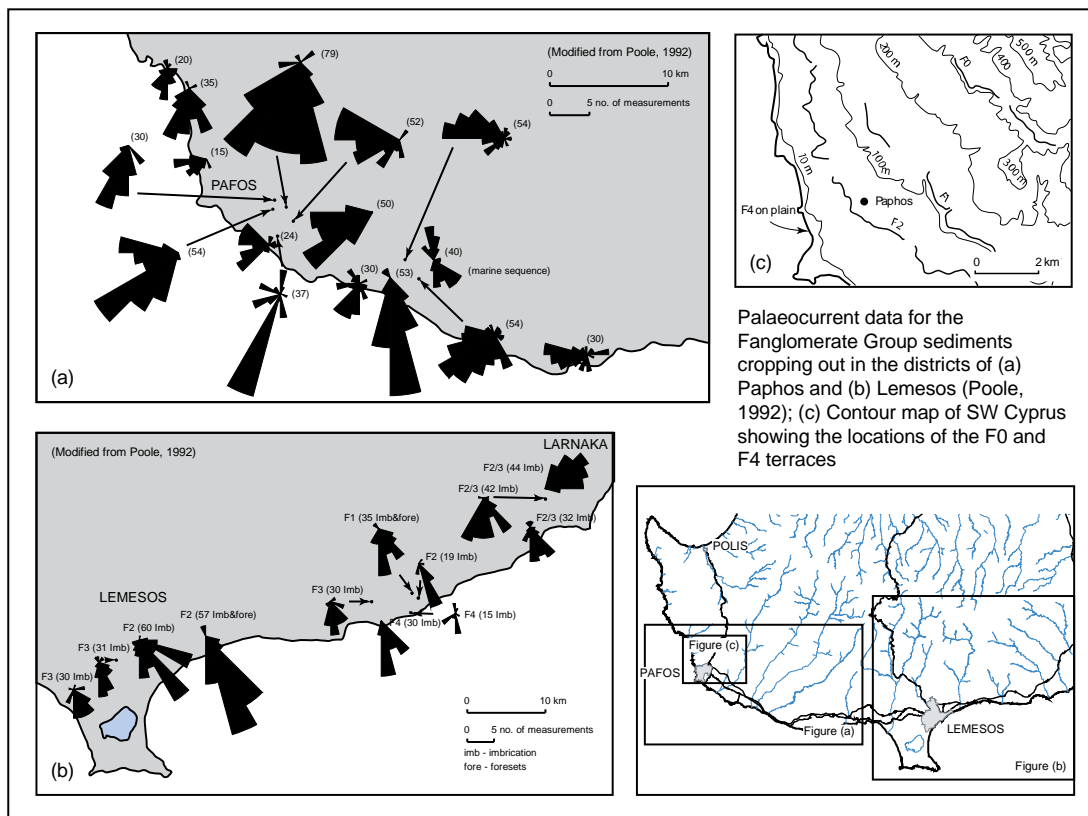 (20)
(79)
(Modified from Poole, 1992)
0 10 km
(35)
0 5 no. of measurements
(52)
(54)
(30)
(15)
PAFOS
(50)
(54)
(24)
(40)
(30)
(53)
(marine sequence)
(37)
(54)
(30)
(a)
200 m
F0
400
500 m
10 m
100m
300 m
Paphos
F1
F4 on plain
F2
0 2 km
(c)
Palaeocurrent data for the
Fanglomerate Group sediments
cropping out in the districts of (a)
Paphos and (b) Lemesos (Poole,
1992); (c) Contour map of SW Cyprus
showing the locations of the F0 and
F4 terraces
(Modified from Poole, 1992)
LARNAKA
F2/3 (44 Imb)
F2/3 (42 Imb)
F1 (35 Imb&fore)
F2/3 (32 Imb)
F2 (19 Imb)
F3 (30 Imb)
LEMESOS
F2 (57 Imb&fore)
F4 (15 Imb)
F2 (60 Imb)
F4 (30 Imb)
F3 (31 Imb)
F3 (30 Imb)
0 10 km
0 5 no. of measurements
imb - imbrication
fore - foresets
(b)
POLIS
Figure (c)
PAFOS
LEMESOS
Figure (a)
Figure (b)